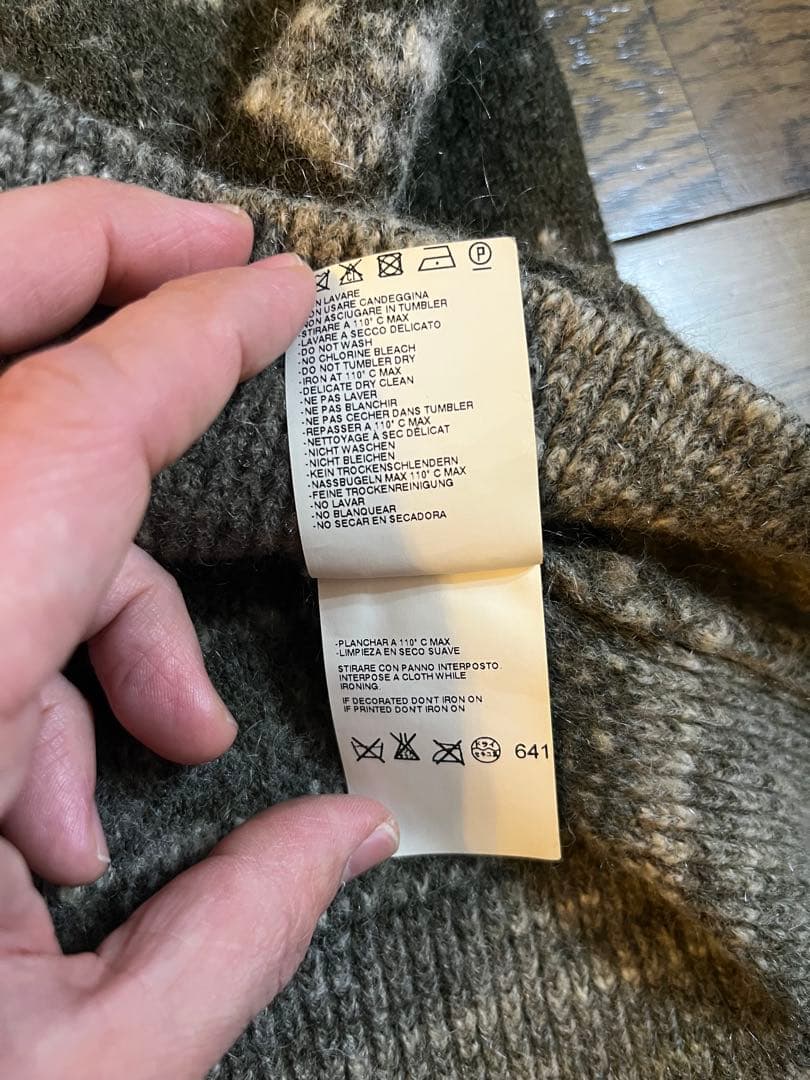 LAVARE
NON USARE CANDEGGINA
NON ASCIUGARE IN TUMBLER
-STIRARE A 110° C MAX
-LAVARE A SECCO DELICATO
-DO NOT WASH
-NO CHLORINE BLEACH
-DO NOT TUMBLER DRY
-IRON AT 110° C MAX
-DELICATE DRY CLEAN
-NE PAS LAVER
-NE PAS BLANCHIR
-NE PAS CECHER DANS TUMBLER
-REPASSER A 110° C MAX
-NETTOYAGE À SEC DÉLICAT
-NICHT WASCHEN
-NICHT BLEICHEN
-KEIN TROCKENSCHLENDERN
-NASSBUGELN MAX 110° C MAX
-FEINE TROCKENREINIGUNG
-NO LAVAR
-NO BLANQUEAR
-NO SECAR EN SECADORA
-PLANCHAR A 110° C MAX
-LIMPIEZA EN SECO SUAVE
STIRARE CON PANNO INTERPOSTO.
INTERPOSE A CLOTH WHILE
IRONING.
IF DECORATED DON'T IRON ON
IF PRINTED DON'T IRON ON
641